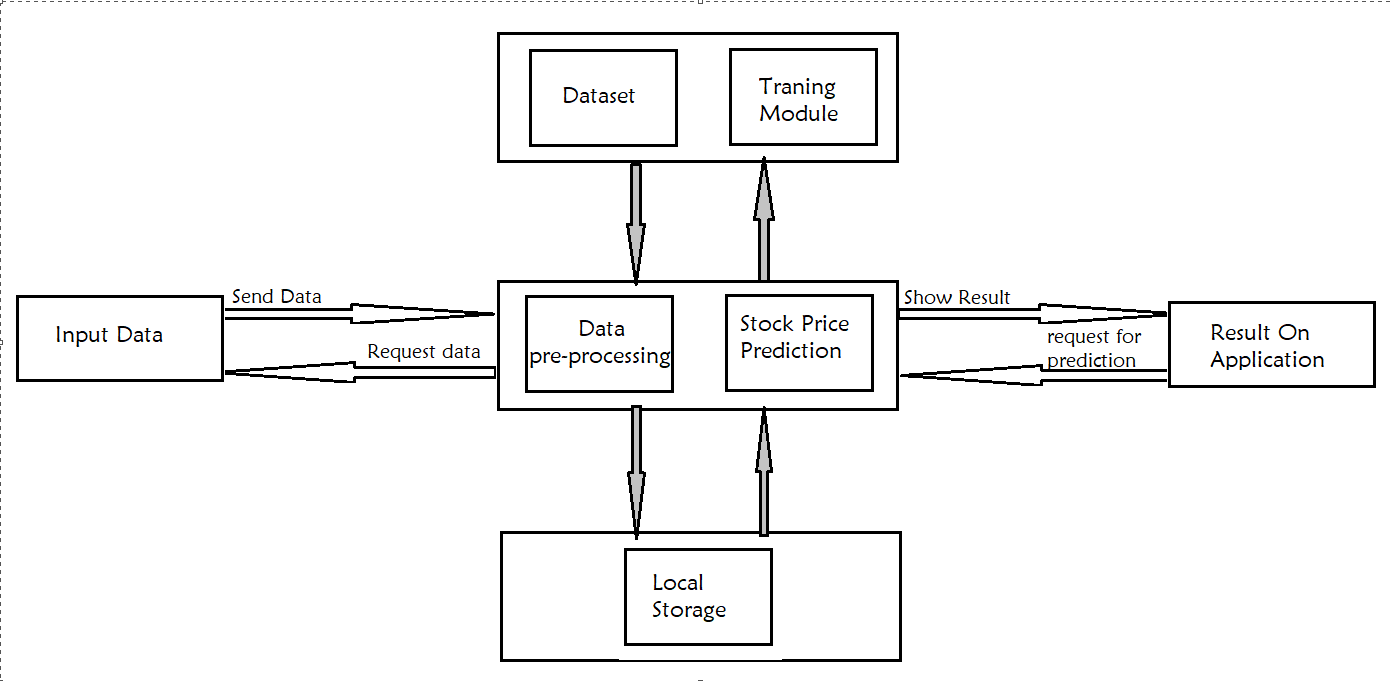 Dataset
Traning
Module
Send Data
Input Data
Request data
Data
pre-processing
Stock Price
Prediction
Show Result
request for
prediction
Result On
Application
Local
Storage